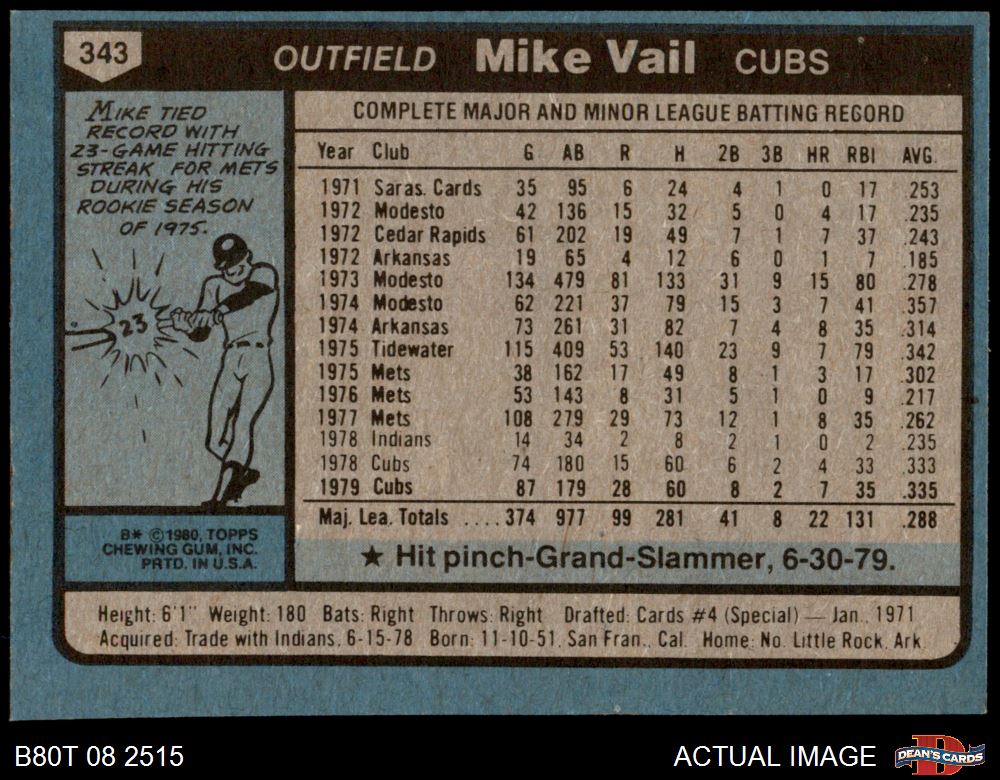 343
OUTFIELD Mike Vail CUBS
MIKE TIED
RECORD WITH
23-GAME HITTING
STREAK FOR METS
DURING HIS
ROOKIE SEASON
OF 1975.
23
B* ©1980, TOPPS
CHEWING GUM, INC.
PRTD. IN U.S.A.
COMPLETE MAJOR AND MINOR LEAGUE BATTING RECORD
Year Club G AB R H 2B 3B HR RBI AVG.
1971 Saras. Cards 35 95 6 24 4 1 0 17 .253
1972 Modesto 42 136 15 32 5 0 4 17 .235
1972 Cedar Rapids 61 202 19 49 7 1 7 37 .243
1972 Arkansas 19 65 4 12 6 0 1 7 .185
1973 Modesto 134 479 81 133 31 9 15 80 .278
1974 Modesto 62 221 37 79 15 3 7 41 .357
1974 Arkansas 73 261 31 82 7 4 8 35 .314
1975 Tidewater 115 409 53 140 23 9 7 79 .342
1975 Mets 38 162 17 49 8 1 3 17 .302
1976 Mets 53 143 8 31 5 1 0 9 .217
1977 Mets 108 279 29 73 12 1 8 35 .262
1978 Indians 14 34 2 8 2 1 0 2 .235
1978 Cubs 74 180 15 60 6 2 4 33 .333
1979 Cubs 87 179 28 60 8 2 7 35 .335
Maj. Lea. Totals ....374 977 99 281 41 8 22 131 .288
★ Hit pinch-Grand-Slammer, 6-30-79.
Height: 6'1" Weight: 180 Bats: Right Throws: Right Drafted: Cards #4 (Special) — Jan., 1971
Acquired: Trade with Indians, 6-15-78 Born: 11-10-51, San Fran., Cal. Home: No. Little Rock, Ark.
B80T 08 2515
ACTUAL IMAGE
D
DEAN'S CARDS